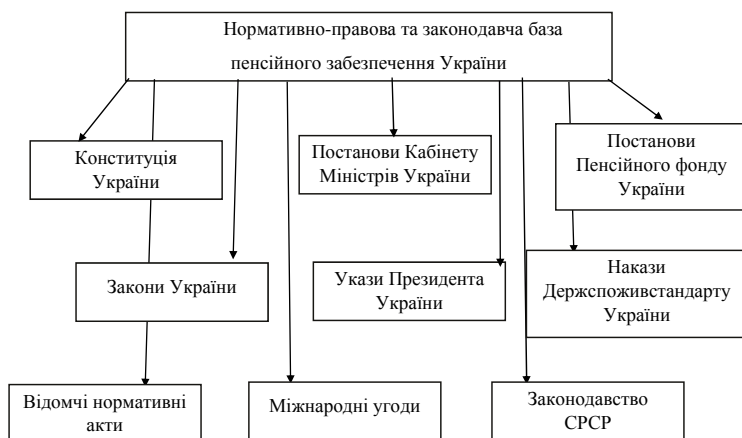 Нормативно-правова та законодавча база
пенсійного забезпечення України
Конституція
України
Постанови Кабінету
Міністрів України
Постанови
Пенсійного фонду
України
Закони України
Укази Президента
України
Накази
Держспоживстандарту
України
Відомчі нормативні
акти
Міжнародні угоди
Законодавство
СРСР